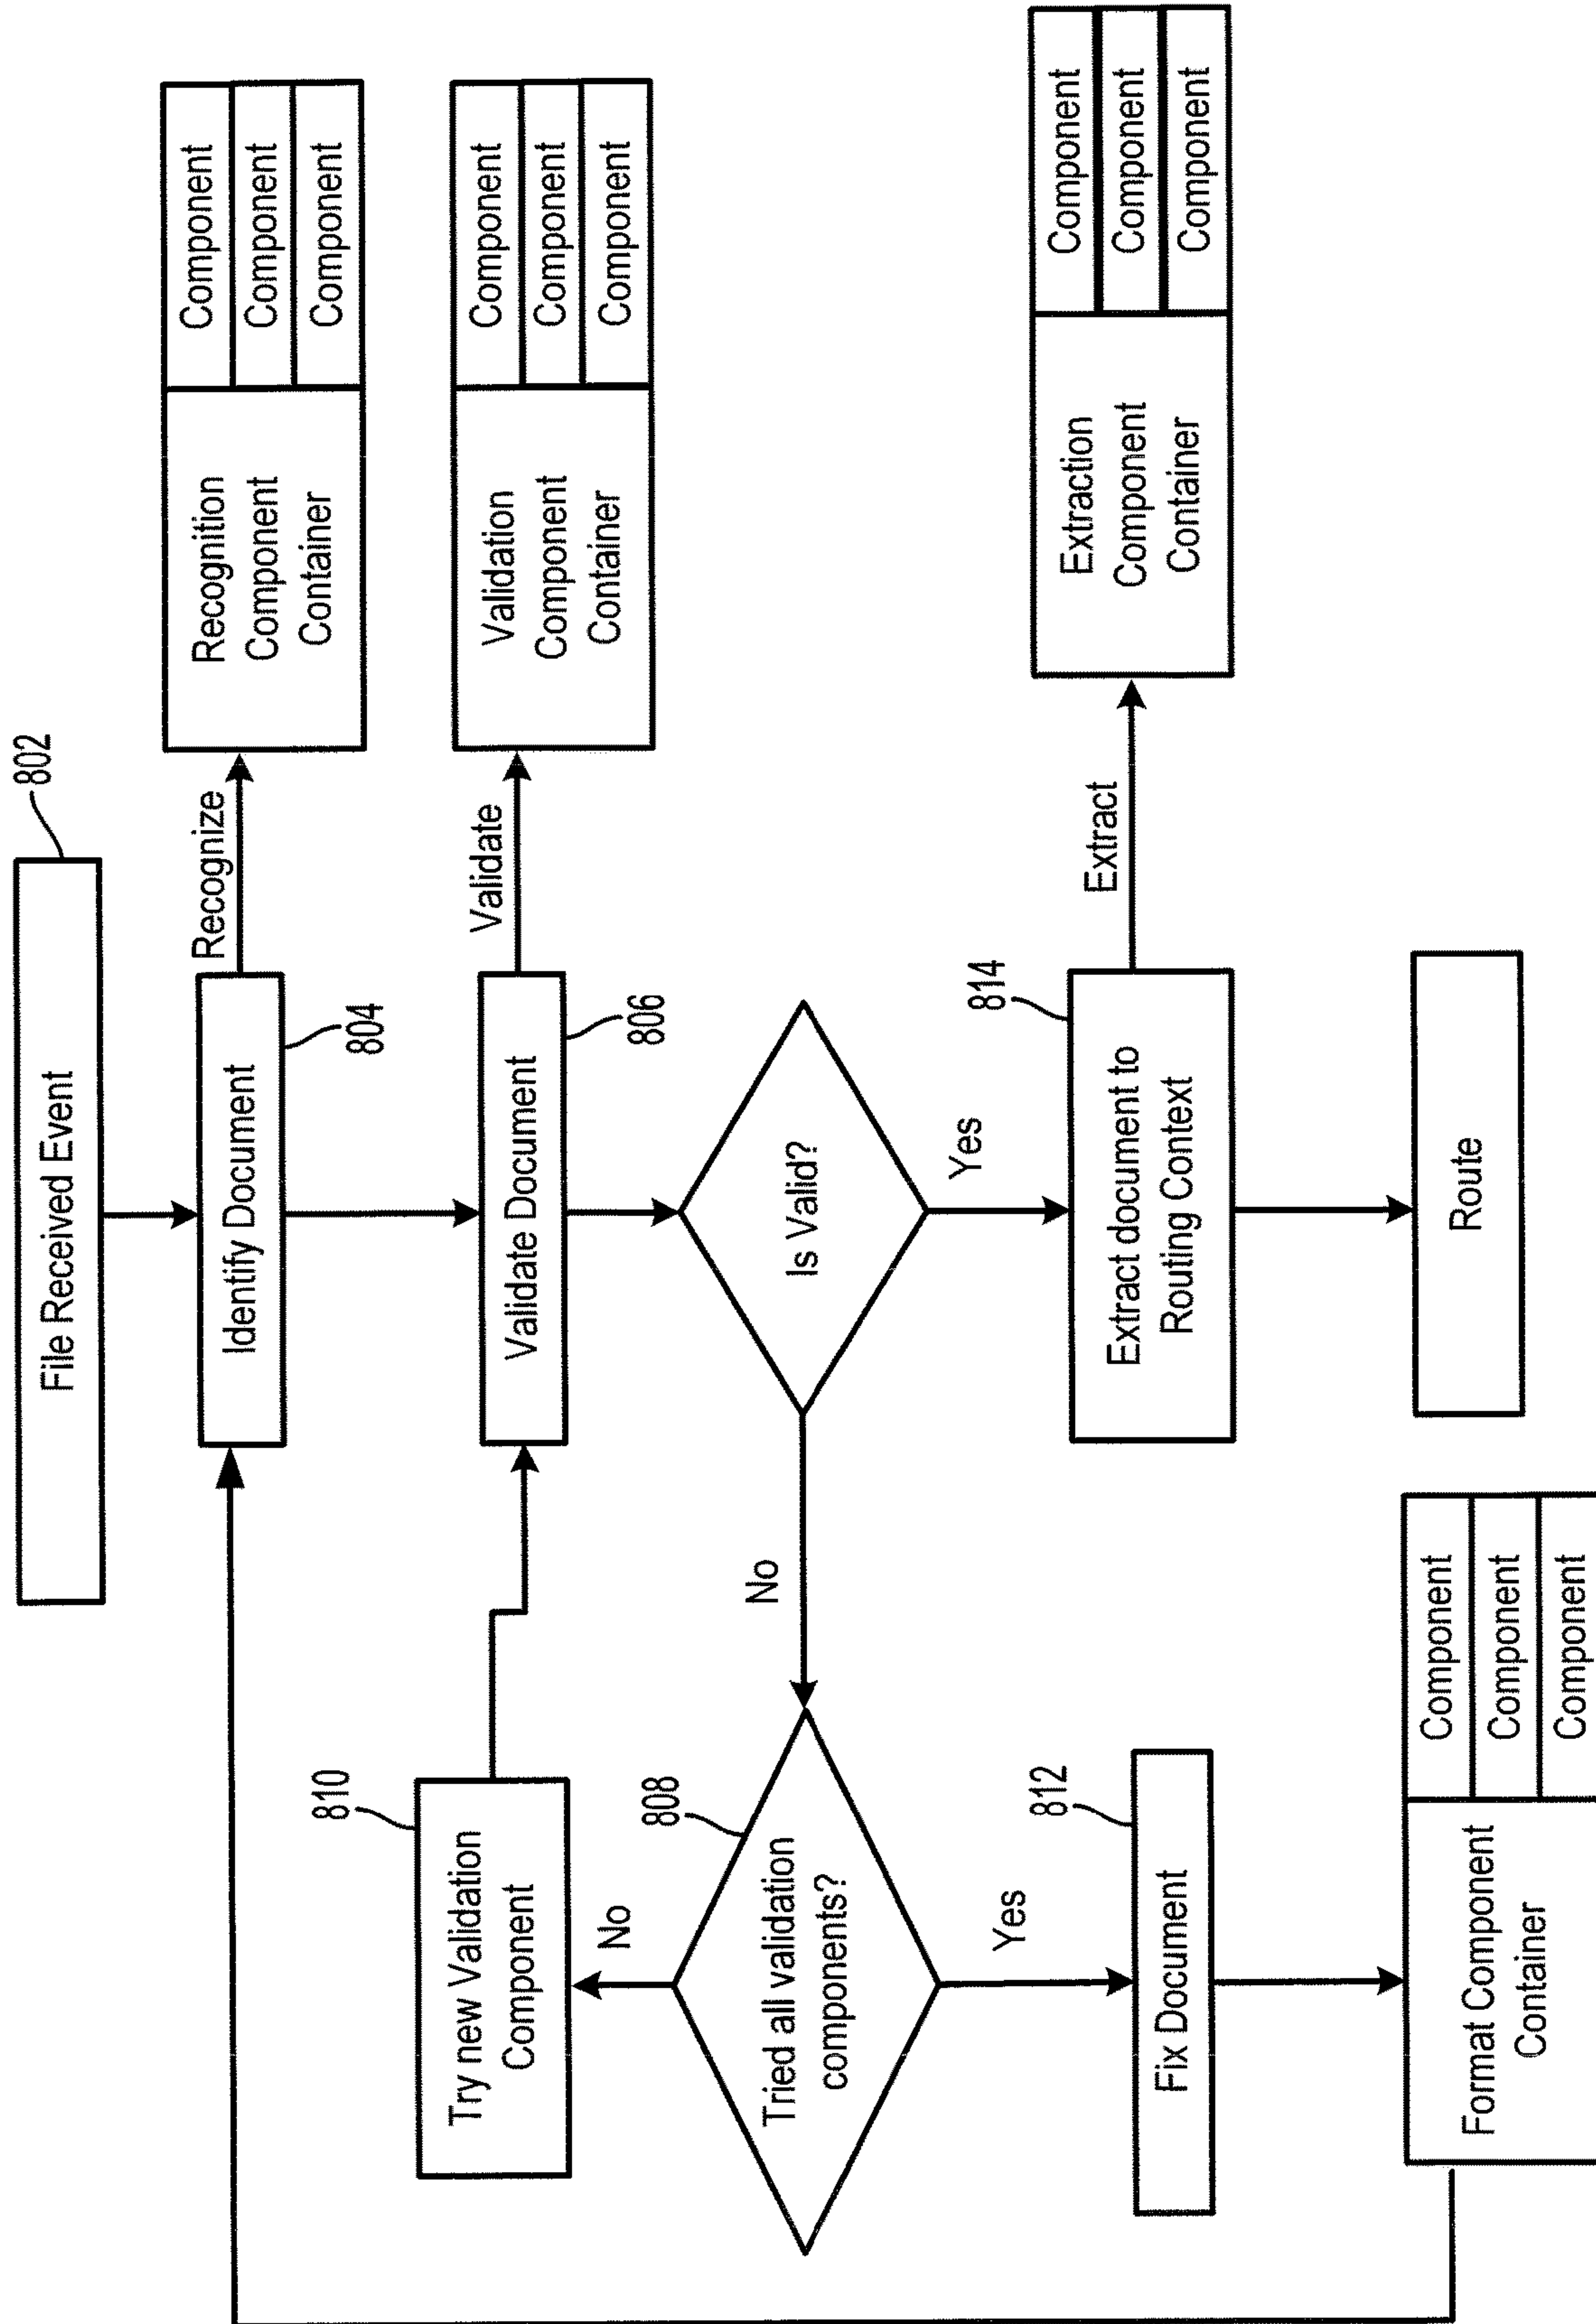 File Received Event
802
Identify Document
804
Recognize
Recognition
Component
Container
Component
Component
Component
Validate Document
806
Validate
Validation
Component
Container
Component
Component
Component
Is Valid?
Yes
No
Try new Validation
Component
810
No
Tried all validation
components?
808
Yes
Fix Document
812
Format Component
Container
Component
Component
Component
Extract document to
Routing Context
814
Extract
Extraction
Component
Container
Component
Component
Component
Route